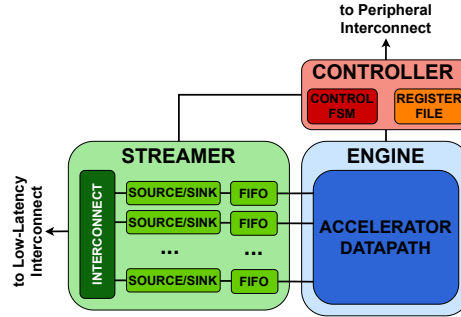 to Peripheral
Interconnect
CONTROLLER
CONTROL
FSM
REGISTER
FILE
STREAMER
ENGINE
to Low-Latency
Interconnect
INTERCONNECT
SOURCE/SINK
FIFO
SOURCE/SINK
FIFO
...
...
SOURCE/SINK
FIFO
ACCELERATOR
DATAPATH